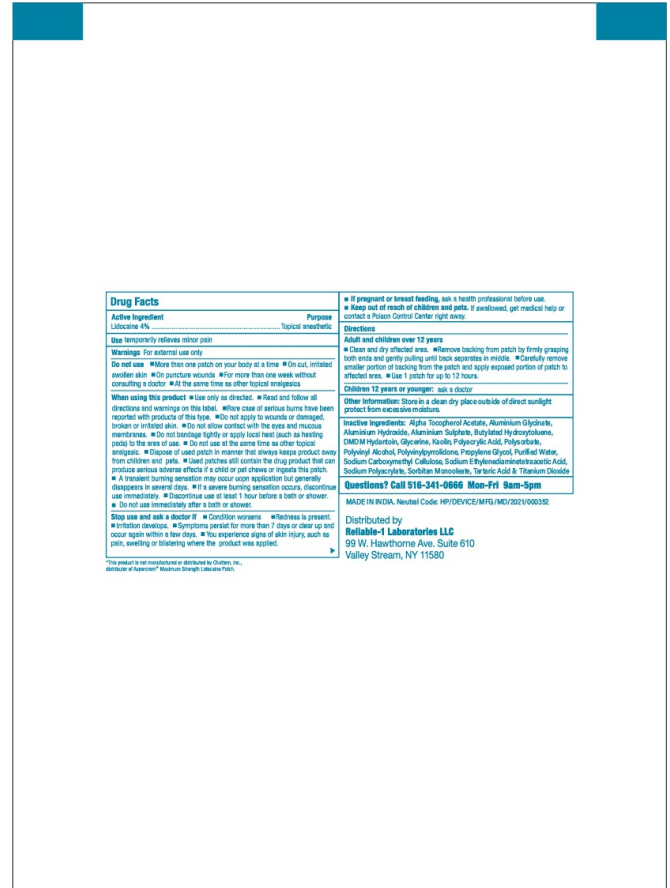 Drug Facts
Active Ingredient Purpose
Lidocaine 4% ........................................................ Topical anesthetic
Use temporarily relieves minor pain
Warnings For external use only
Do not use ■ More than one patch on your body at a time ■ On cut, irritated
swollen skin ■ On puncture wounds ■ For more than one week without
consulting a doctor ■ At the same time as other topical analgesics
When using this product ■ Use only as directed. ■ Read and follow all
directions and warnings on this label. ■ Rare case of serious burns have been
reported with products of this type. ■ Do not apply to wounds or damaged,
broken or irritated skin. ■ Do not allow contact with the eyes and mucous
membranes. ■ Do not bandage tightly or apply local heat (such as heating
pads) to the area of use. ■ Do not use at the same time as other topical
analgesic. ■ Dispose of used patch in manner that always keeps product away
from children and pets. ■ Used patches still contain the drug product that can
produce serious adverse effects if a child or pet chews or ingests this patch.
■ A transient burning sensation may occur upon application but generally
disappears in several days. ■ If a severe burning sensation occurs, discontinue
use immediately. ■ Discontinue use at least 1 hour before a bath or shower.
■ Do not use immediately after a bath or shower.
Stop use and ask a doctor if ■ Condition worsens ■ Redness is present.
■ Irritation develops. ■ Symptoms persist for more than 7 days or clear up and
occur again within a few days. ■ You experience signs of skin injury, such as
pain, swelling or blistering where the product was applied.
*This product is not manufactured or distributed by Chattem, Inc.,
distributor of Aspercreme® Maximum Strength Lidocaine Patch.
■ If pregnant or breast feeding, ask a health professional before use.
■ Keep out of reach of children and pets. If swallowed, get medical help or
contact a Poison Control Center right away.
Directions
Adult and children over 12 years
■ Clean and dry affected area. ■ Remove backing from patch by firmly grasping
both ends and gently pulling until back separates in middle. ■ Carefully remove
smaller portion of backing from the patch and apply exposed portion of patch to
affected area. ■ Use 1 patch for up to 12 hours.
Children 12 years or younger: ask a doctor
Other Information: Store in a clean dry place outside of direct sunlight
protect from excessive moisture.
Inactive Ingredients: Alpha Tocopherol Acetate, Aluminium Glycinate,
Aluminium Hydroxide, Aluminium Sulphate, Butylated Hydroxytoluene,
DMDM Hydantoin, Glycerine, Kaolin, Polyacrylic Acid, Polysorbate,
Polyvinyl Alcohol, Polyvinylpyrrolidone, Propylene Glycol, Purified Water,
Sodium Carboxymethyl Cellulose, Sodium Ethylenediaminetetraacetic Acid,
Sodium Polyacrylate, Sorbitan Monooleate, Tartaric Acid & Titanium Dioxide
Questions? Call 516-341-0666 Mon-Fri 9am-5pm
MADE IN INDIA. Neutral Code: HP/DEVICE/MFG/MD/2021/000352
Distributed by
Reliable-1 Laboratories LLC
99 W. Hawthorne Ave. Suite 610
Valley Stream, NY 11580